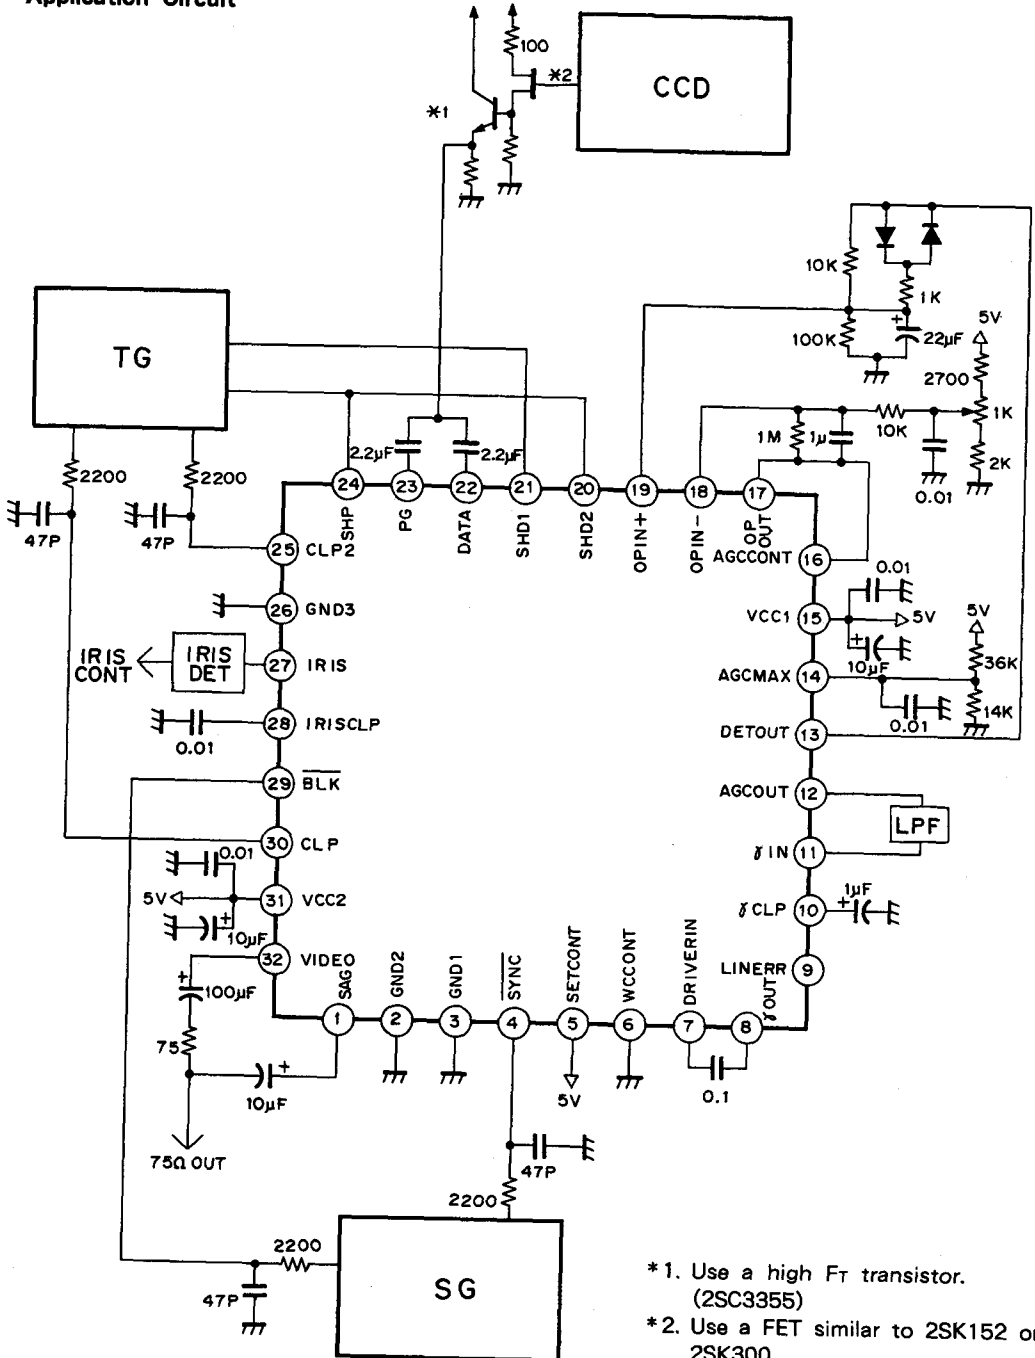 Application Circuit
100
*2
CCD
*1
10K
1K
5V
100K
+
22μF
2700
TG
1K
1M
1μ
10K
2K
2200
2200
2.2μF
2.2μF
0.01
24
23
22
21
20
19
18
17
47P
47P
SHP
PG
DATA
SHD1
SHD2
OPIN+
OPIN-
OP OUT
25
CLP2
AGCCONT
16
0.01
26
GND3
VCC1
15
5V
5V
+
10μF
IRIS
CONT
IRIS
DET
27
IRIS
36K
AGCMAX
14
28
IRISCLP
0.01
14K
0.01
DETOUT
13
29
BLK
AGCOUT
12
LPF
30
CLP
γIN
11
0.01
5V
31
VCC2
1μF
+
γCLP
10
+
10μF
32
VIDEO
LINERR
9
+
100μF
SAG
GND2
GND1
SYNC
SETCONT
WCCONT
DRIVERIN
γOUT
1
2
3
4
5
6
7
8
75
+
10μF
5V
0.1
75Ω OUT
47P
2200
2200
SG
47P
*1. Use a high FT transistor.
(2SC3355)
*2. Use a FET similar to 2SK152 or
2SK300